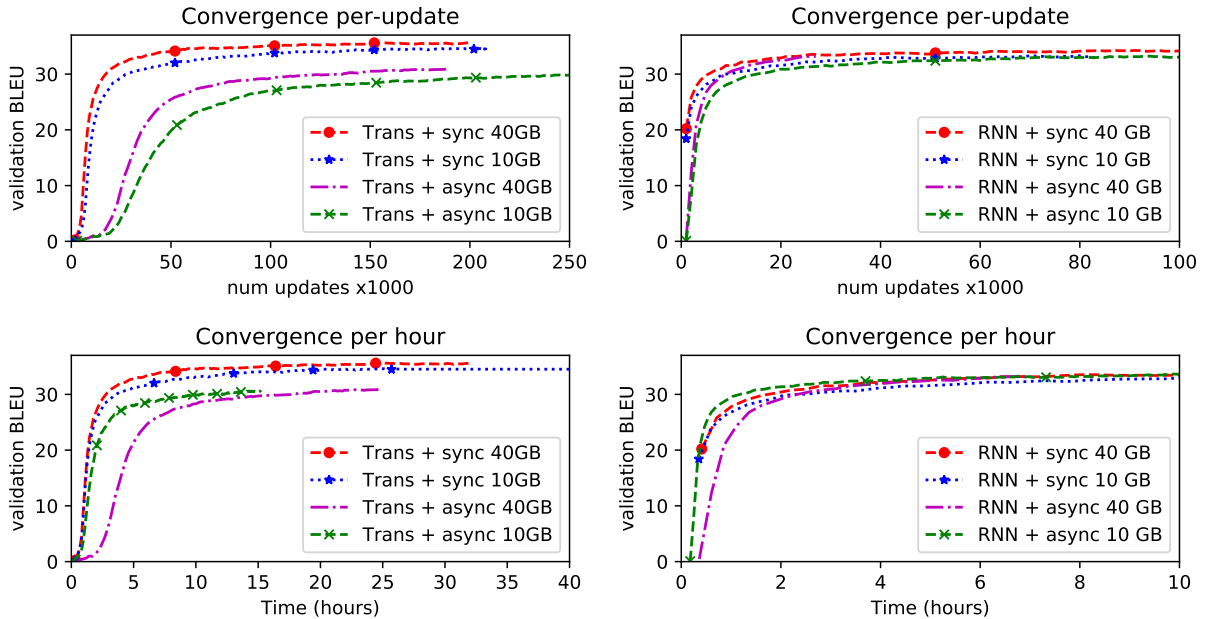 Convergence per-update
validation BLEU
30
20
10
0
0 50 100 150 200 250
num updates x1000
Trans + sync 40GB
Trans + sync 10GB
Trans + async 40GB
Trans + async 10GB
Convergence per-update
validation BLEU
30
20
10
0
0 20 40 60 80 100
num updates x1000
RNN + sync 40 GB
RNN + sync 10 GB
RNN + async 40 GB
RNN + async 10 GB
Convergence per hour
validation BLEU
30
20
10
0
0 5 10 15 20 25 30 35 40
Time (hours)
Trans + sync 40GB
Trans + sync 10GB
Trans + async 40GB
Trans + async 10GB
Convergence per hour
validation BLEU
30
20
10
0
0 2 4 6 8 10
Time (hours)
RNN + sync 40 GB
RNN + sync 10 GB
RNN + async 40 GB
RNN + async 10 GB